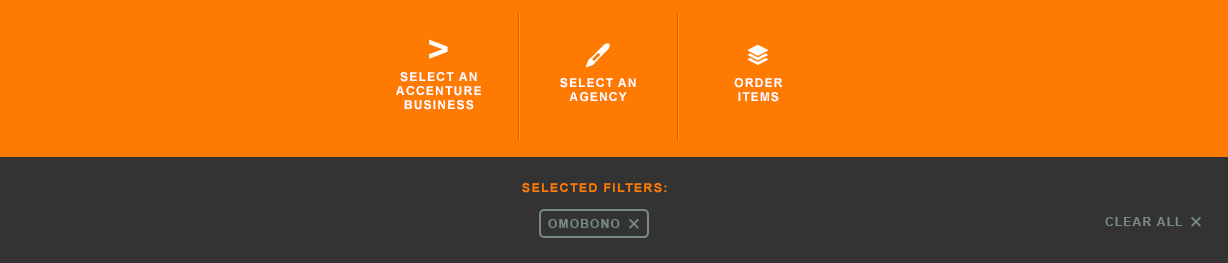 >
SELECT AN
ACCENTURE
BUSINESS
SELECT AN
AGENCY
ORDER
ITEMS
SELECTED FILTERS:
OMOBONO ×
CLEAR ALL ×